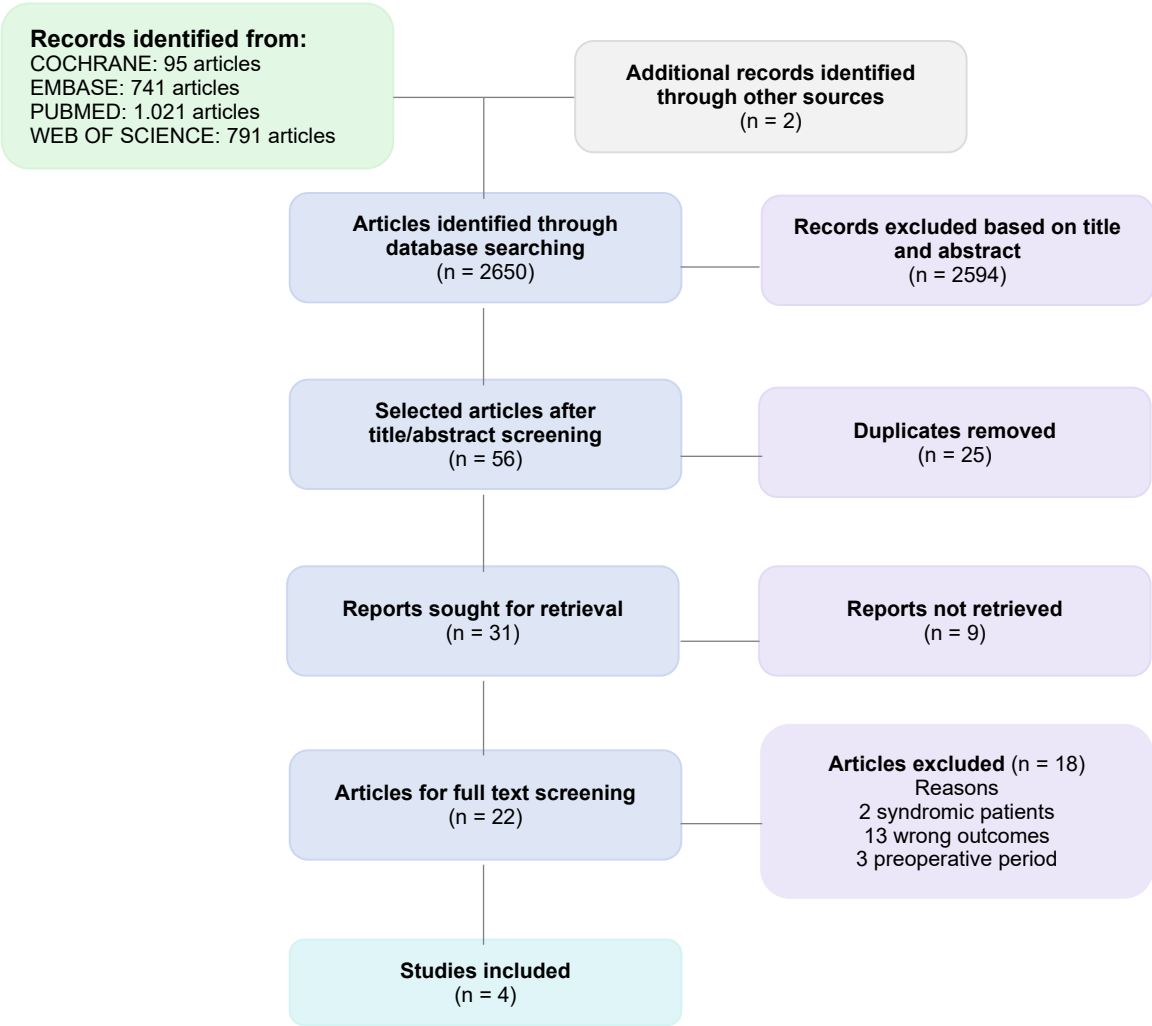 Records identified from:
COCHRANE: 95 articles
EMBASE: 741 articles
PUBMED: 1.021 articles
WEB OF SCIENCE: 791 articles
Additional records identified
through other sources
(n = 2)
Articles identified through
database searching
(n = 2650)
Records excluded based on title
and abstract
(n = 2594)
Selected articles after
title/abstract screening
(n = 56)
Duplicates removed
(n = 25)
Reports sought for retrieval
(n = 31)
Reports not retrieved
(n = 9)
Articles for full text screening
(n = 22)
Articles excluded (n = 18)
Reasons
2 syndromic patients
13 wrong outcomes
3 preoperative period
Studies included
(n = 4)